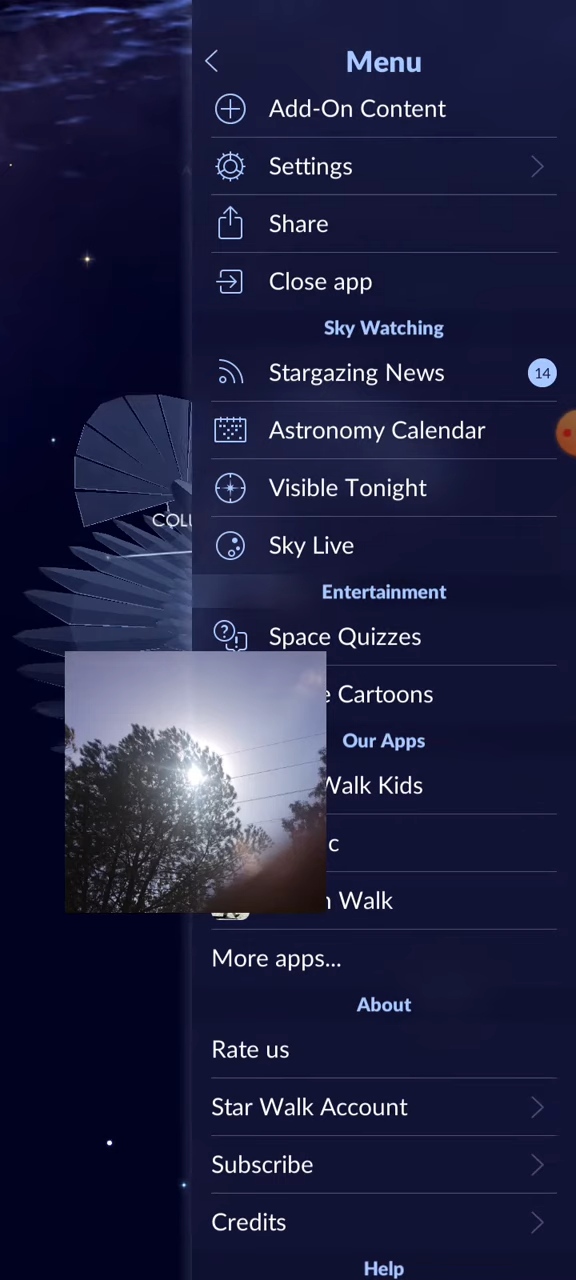 Menu
Add-On Content
Settings
Share
Close app
Sky Watching
Stargazing News
14
Astronomy Calendar
Visible Tonight
COLU
Sky Live
Entertainment
Space Quizzes
e Cartoons
Our Apps
Walk Kids
c
Walk
More apps...
About
Rate us
Star Walk Account
Subscribe
Credits
Help